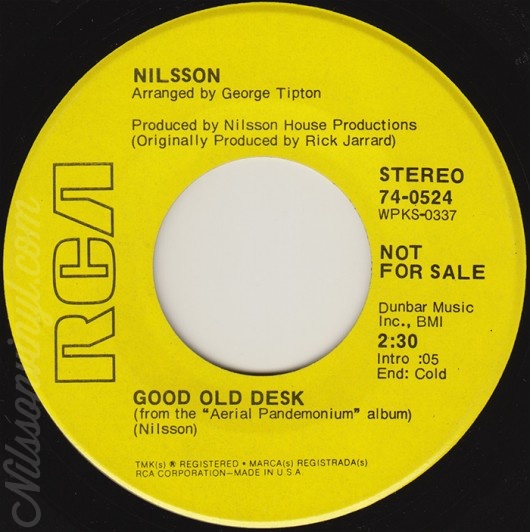 NILSSON
Arranged by George Tipton
Produced by Nilsson House Productions
(Originally Produced by Rick Jarrard)
RCA
STEREO
74-0524
WPKS-0337
NOT
FOR SALE
Dunbar Music
Inc., BMI
2:30
Intro :05
End: Cold
GOOD OLD DESK
(from the "Aerial Pandemonium" album)
(Nilsson)
TMK(s) ® REGISTERED • MARCA(s) REGISTRADA(s)
RCA CORPORATION—MADE IN U.S.A.
Nilssonvinyl.com